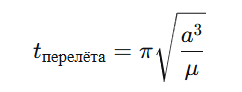 t_перелёта = π√(a³/μ)